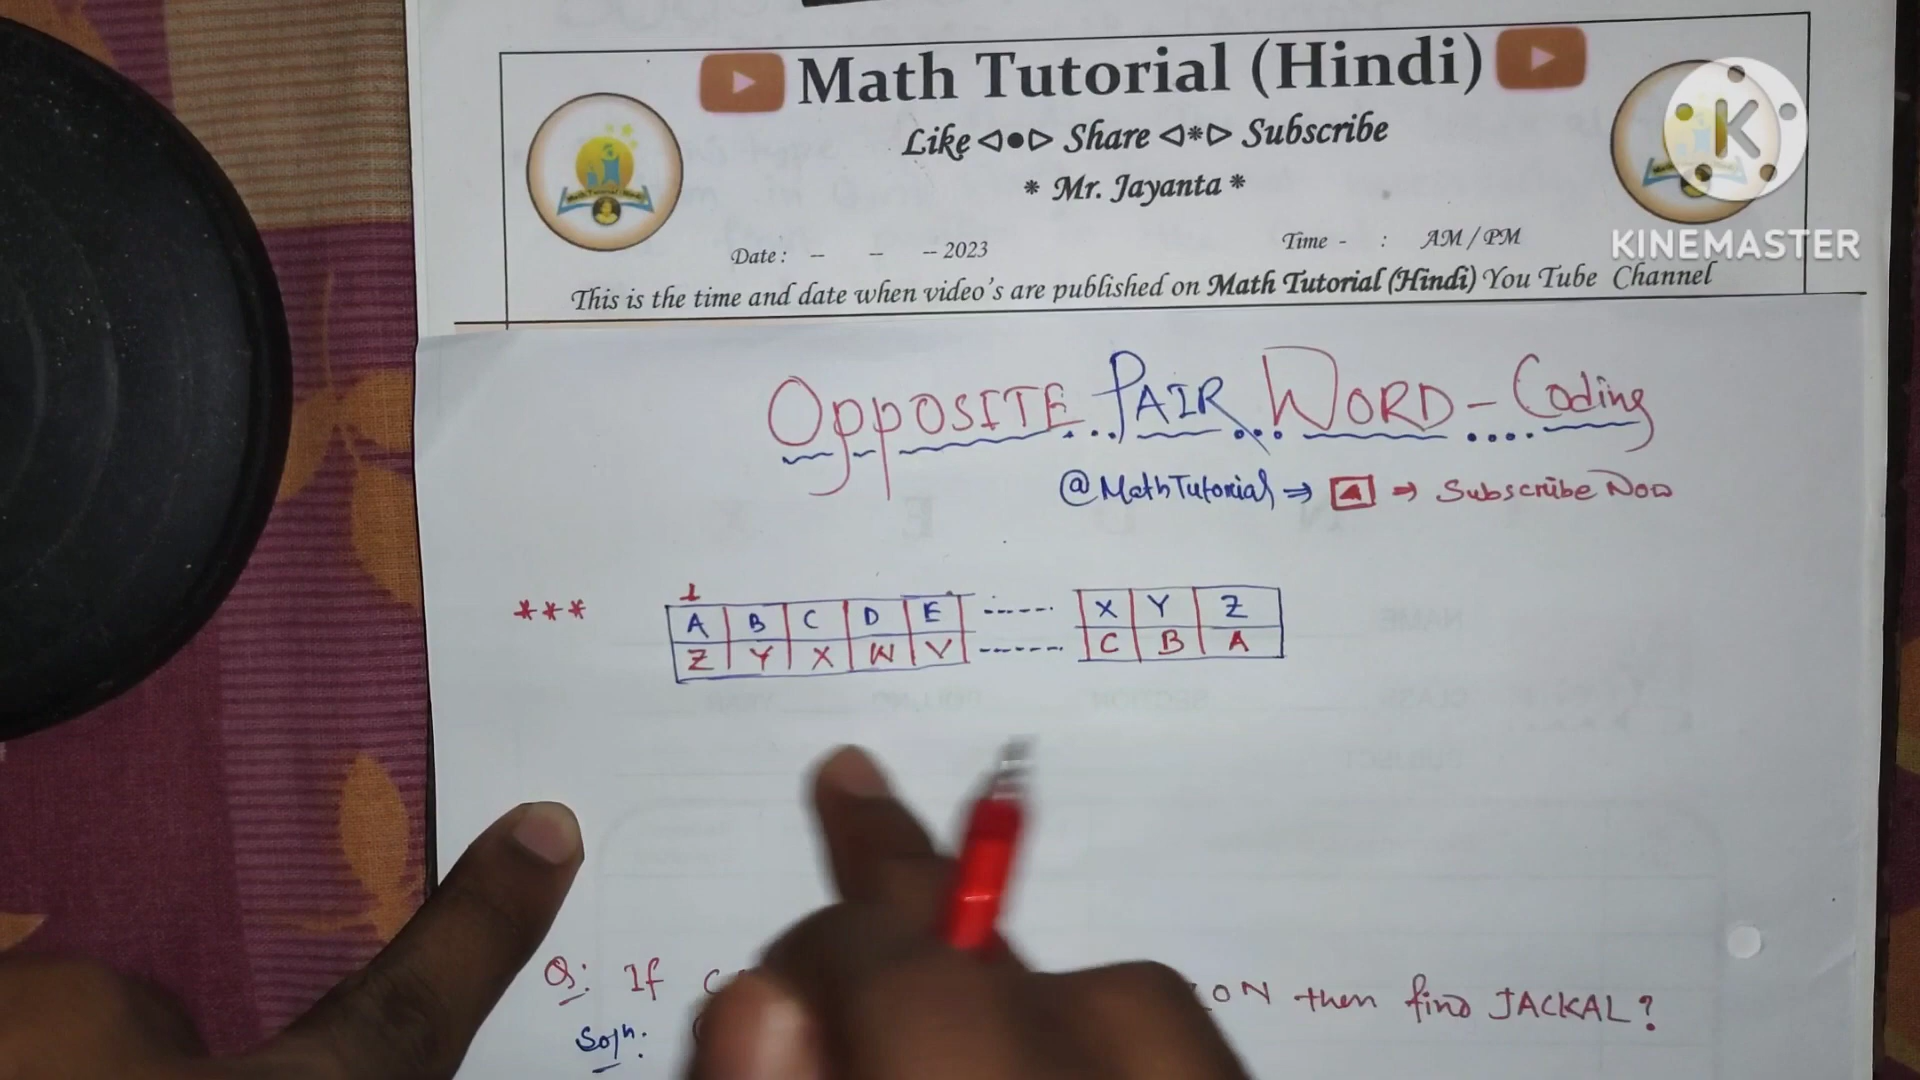 Math Tutorial (Hindi)
Like ◁●▷ Share ◁*▷ Subscribe
* Mr. Jayanta *
Date : – – – 2023 Time - : AM / PM
This is the time and date when video's are published on Math Tutorial (Hindi) You Tube Channel
KINEMASTER
OPPOSITE PAIR WORD - Coding
@MathTutorial ⇒ ⇒ Subscribe Now
*** 1
A B C D E ------ X Y Z
Z Y X W V ------ C B A
Q: If ON then find JACKAL?
Soln: